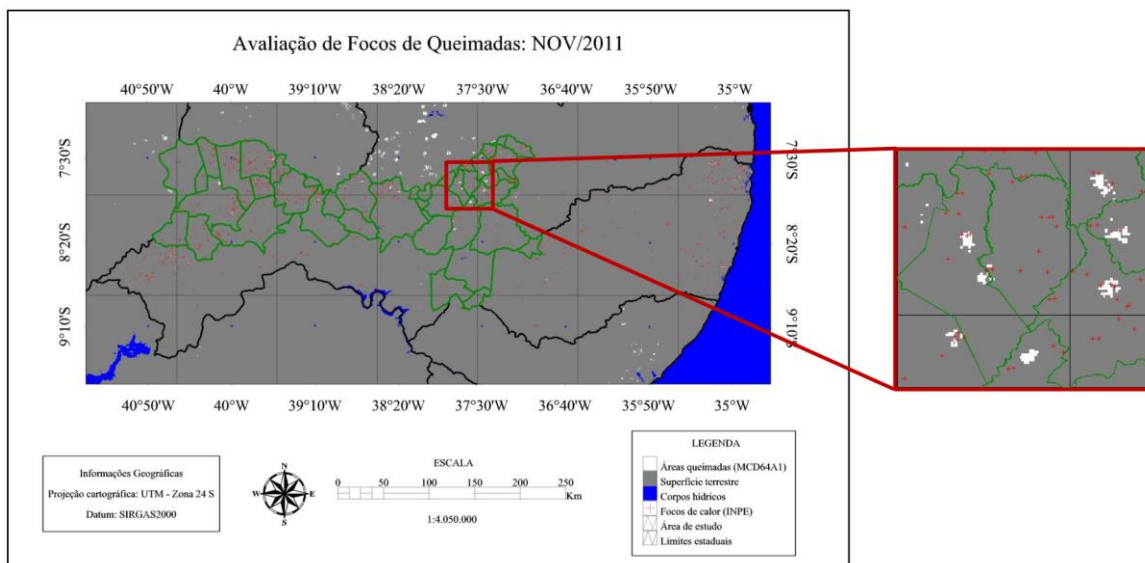 Avaliação de Focos de Queimadas: NOV/2011
40°50'W 40°W 39°10'W 38°20'W 37°30'W 36°40'W 35°50'W 35°W
7°30'S 7°30'S
8°20'S 8°20'S
9°10'S 9°10'S
40°50'W 40°W 39°10'W 38°20'W 37°30'W 36°40'W 35°50'W 35°W
Informações Geográficas
Projeção cartográfica: UTM - Zona 24 S
Datum: SIRGAS2000
N
W E
S
ESCALA
0 50 100 150 200 250
Km
1:4.050.000
LEGENDA
Áreas queimadas (MCD64A1)
Superfície terrestre
Corpos hídricos
Focos de calor (INPE)
Área de estudo
Limites estaduais